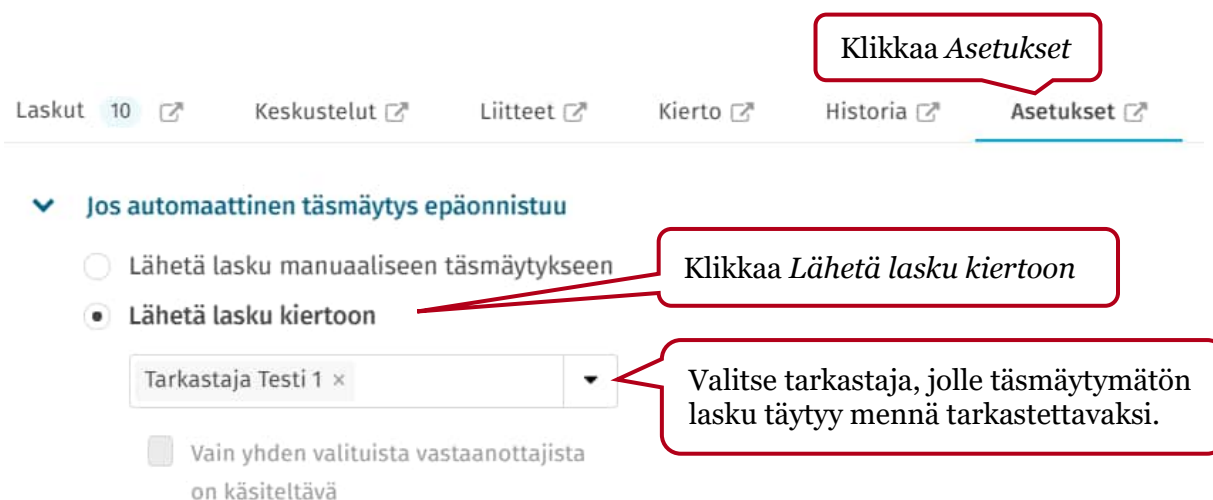 Klikkaa Asetukset
Laskut 10 Keskustelut Liitteet Kierto Historia Asetukset
Jos automaattinen täsmäytys epäonnistuu
Lähetä lasku manuaaliseen täsmäytykseen
Klikkaa Lähetä lasku kiertoon
Lähetä lasku kiertoon
Tarkastaja Testi 1 ×
Valitse tarkastaja, jolle täsmäytymätön
lasku täytyy mennä tarkastettavaksi.
Vain yhden valituista vastaanottajista
on käsiteltävä